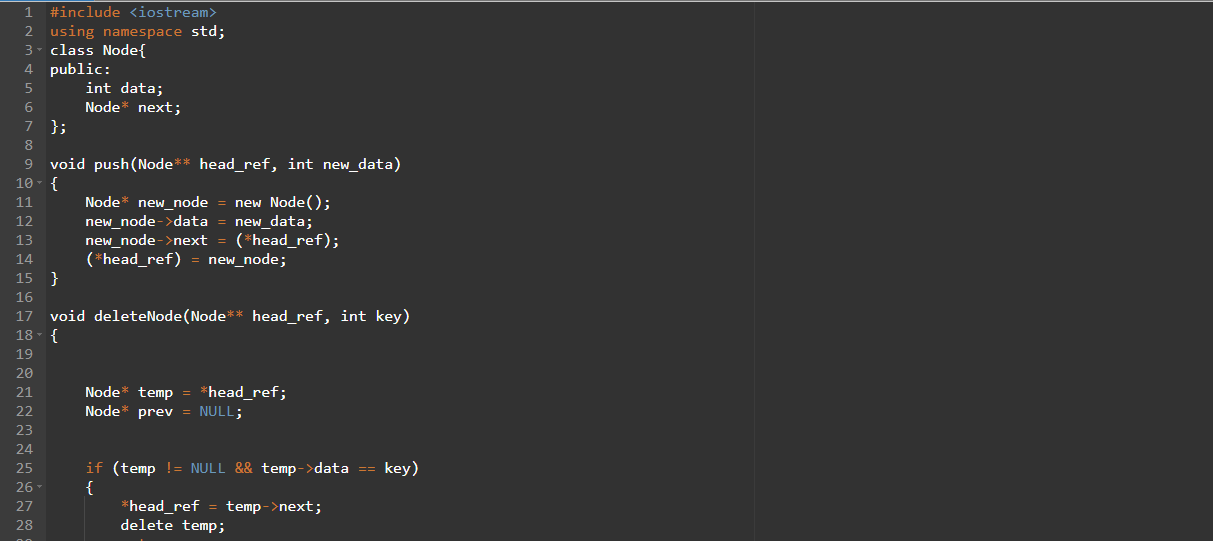 1 #include <iostream>
2 using namespace std;
3 class Node{
4 public:
5     int data;
6     Node* next;
7 };
8
9 void push(Node** head_ref, int new_data)
10 {
11     Node* new_node = new Node();
12     new_node->data = new_data;
13     new_node->next = (*head_ref);
14     (*head_ref) = new_node;
15 }
16
17 void deleteNode(Node** head_ref, int key)
18 {
19
20
21     Node* temp = *head_ref;
22     Node* prev = NULL;
23
24
25     if (temp != NULL && temp->data == key)
26     {
27         *head_ref = temp->next;
28         delete temp;